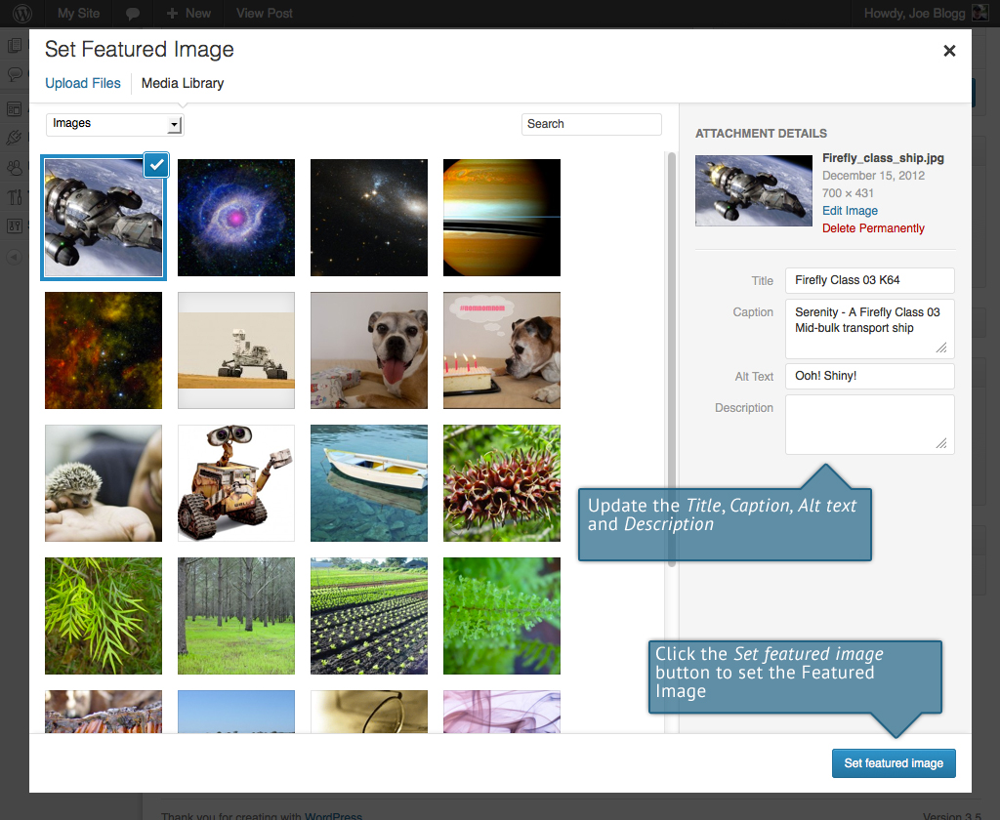 My Site
New
View Post
Howdy, Joe Blogg
Set Featured Image
Upload Files
Media Library
Images
Search
ATTACHMENT DETAILS
Firefly_class_ship.jpg
December 15, 2012
700 × 431
Edit Image
Delete Permanently
Title
Firefly Class 03 K64
Caption
Serenity - A Firefly Class 03
Mid-bulk transport ship
Alt Text
Ooh! Shiny!
Description
Update the Title, Caption, Alt text
and Description
Click the Set featured image
button to set the Featured
Image
Set featured image
Thank you for creating with WordPress
Version 3.5